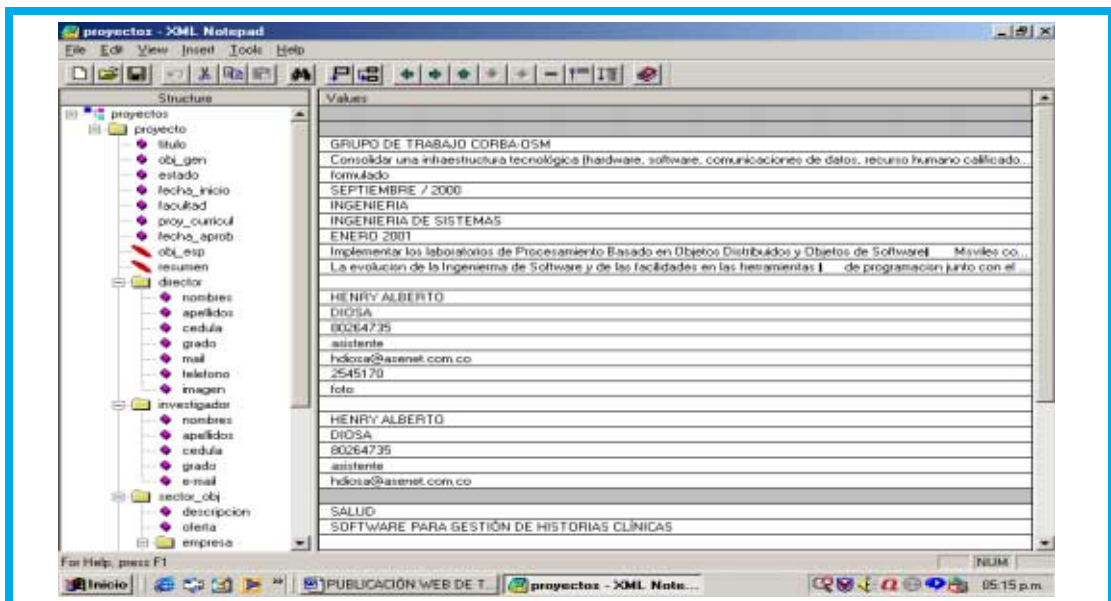 proyectos - XML Notepad
File Edit View Insert Tools Help
Structure Values
proyectos
proyecto
titulo GRUPO DE TRABAJO CORBA-OSM
obj_gen Consolidar una infraestructura tecnológica (hardware, software, comunicaciones de datos, recurso humano calificado...
estado formulado
fecha_inicio SEPTIEMBRE / 2000
facultad INGENIERIA
proy_curricul INGENIERIA DE SISTEMAS
fecha_aprob ENERO 2001
obj_esp Implementar los laboratorios de Procesamiento Basado en Objetos Distribuidos y Objetos de Software Msviles co...
resumen La evolucion de la Ingenierma de Software y de las facilidades en las herramientas de programacion junto con el ...
director
nombres HENRY ALBERTO
apellidos DIOSA
cedula 80264735
grado asistente
mail hdiosa@asenet.com.co
telefono 2545170
imagen foto
investigador
nombres HENRY ALBERTO
apellidos DIOSA
cedula 80264735
grado asistente
e-mail hdiosa@asenet.com.co
sector_obj
descripcion SALUD
oferta SOFTWARE PARA GESTIÓN DE HISTORIAS CLÍNICAS
empresa
For Help, press F1 NUM
Inicio PUBLICACIÓN WEB DE T... proyectos - XML Note... 05:15 p.m.